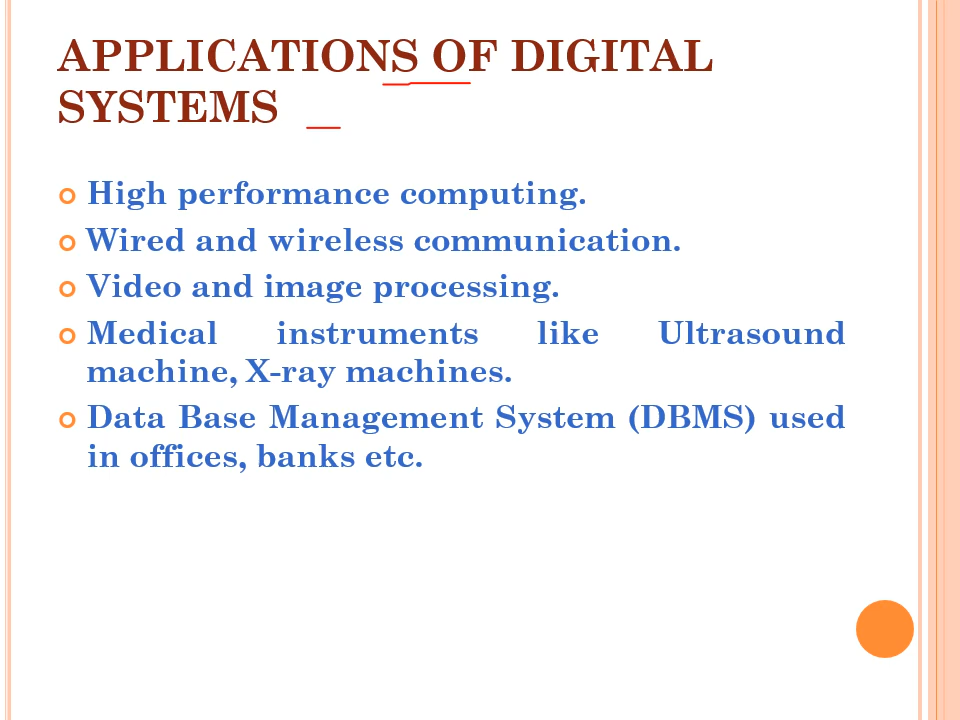 APPLICATIONS OF DIGITAL
SYSTEMS
High performance computing.
Wired and wireless communication.
Video and image processing.
Medical instruments like Ultrasound
machine, X-ray machines.
Data Base Management System (DBMS) used
in offices, banks etc.